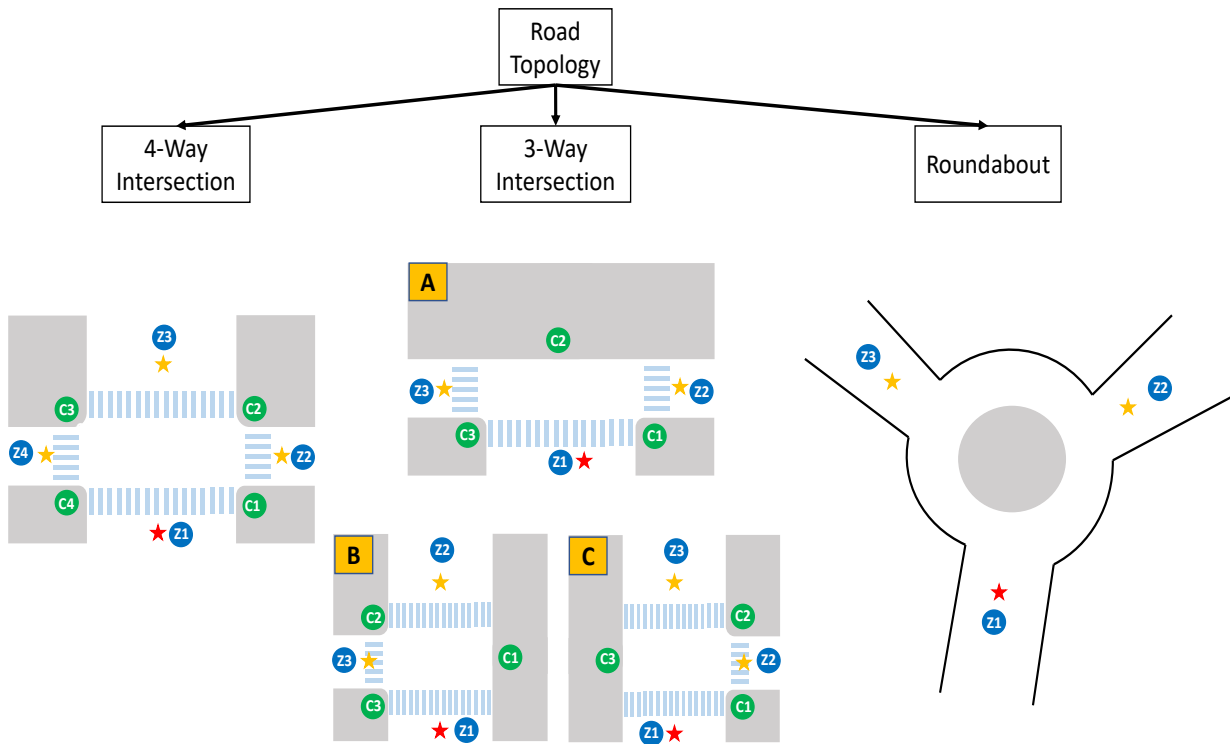 Road
Topology
4-Way
Intersection
3-Way
Intersection
Roundabout
Z3
C3
C2
Z4
Z2
C4
C1
Z1
A
C2
Z3
Z2
C3
C1
Z1
B
Z2
C2
C1
Z3
C3
Z1
C
Z3
C2
C3
Z2
C1
Z1
Z3
Z2
Z1